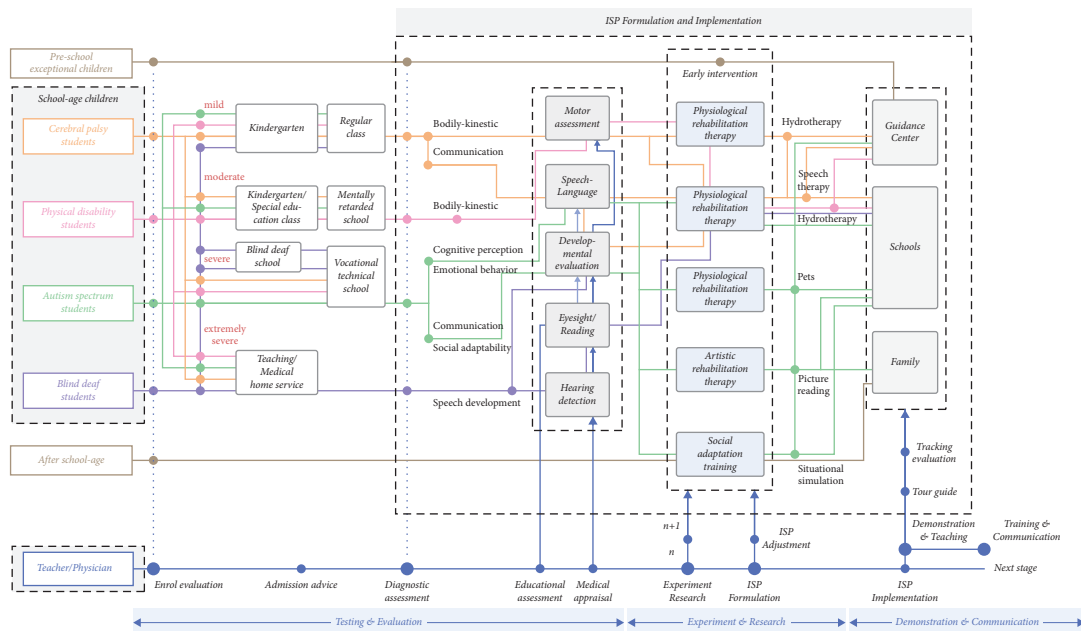 ISP Formulation and Implementation
Pre-school
exceptional children
Early intervention
School-age children
Cerebral palsy
students
Physical disability
students
Autism spectrum
students
Blind deaf
students
After school-age
Teacher/Physician
mild
moderate
severe
extremely
severe
Kindergarten
Regular
class
Kindergarten/
Special edu-
cation class
Mentally
retarded
school
Blind deaf
school
Vocational
technical
school
Teaching/
Medical
home service
Bodily-kinestic
Communication
Bodily-kinestic
Cognitive perception
Emotional behavior
Communication
Social adaptability
Speech development
Motor
assessment
Speech-
Language
Develop-
mental
evaluation
Eyesight/
Reading
Hearing
detection
Physiological
rehabilitation
therapy
Physiological
rehabilitation
therapy
Physiological
rehabilitation
therapy
Artistic
rehabilitation
therapy
Social
adaptation
training
Hydrotherapy
Speech
therapy
Hydrotherapy
Pets
Picture
reading
Situational
simulation
Guidance
Center
Schools
Family
Tracking
evaluation
Tour guide
Demonstration
& Teaching
Training &
Communication
n+1
n
ISP
Adjustment
Enrol evaluation
Admission advice
Diagnostic
assessment
Educational
assessment
Medical
appraisal
Experiment
Research
ISP
Formulation
ISP
Implementation
Next stage
Testing & Evaluation
Experiment & Research
Demonstration & Communication